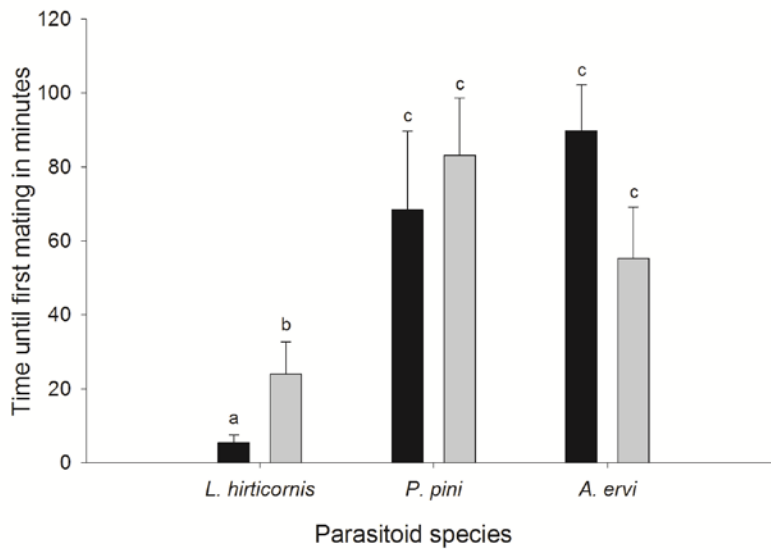 120
100
80
60
40
20
0
Time until first mating in minutes
a
b
c
c
c
c
L. hirticornis
P. pini
A. ervi
Parasitoid species